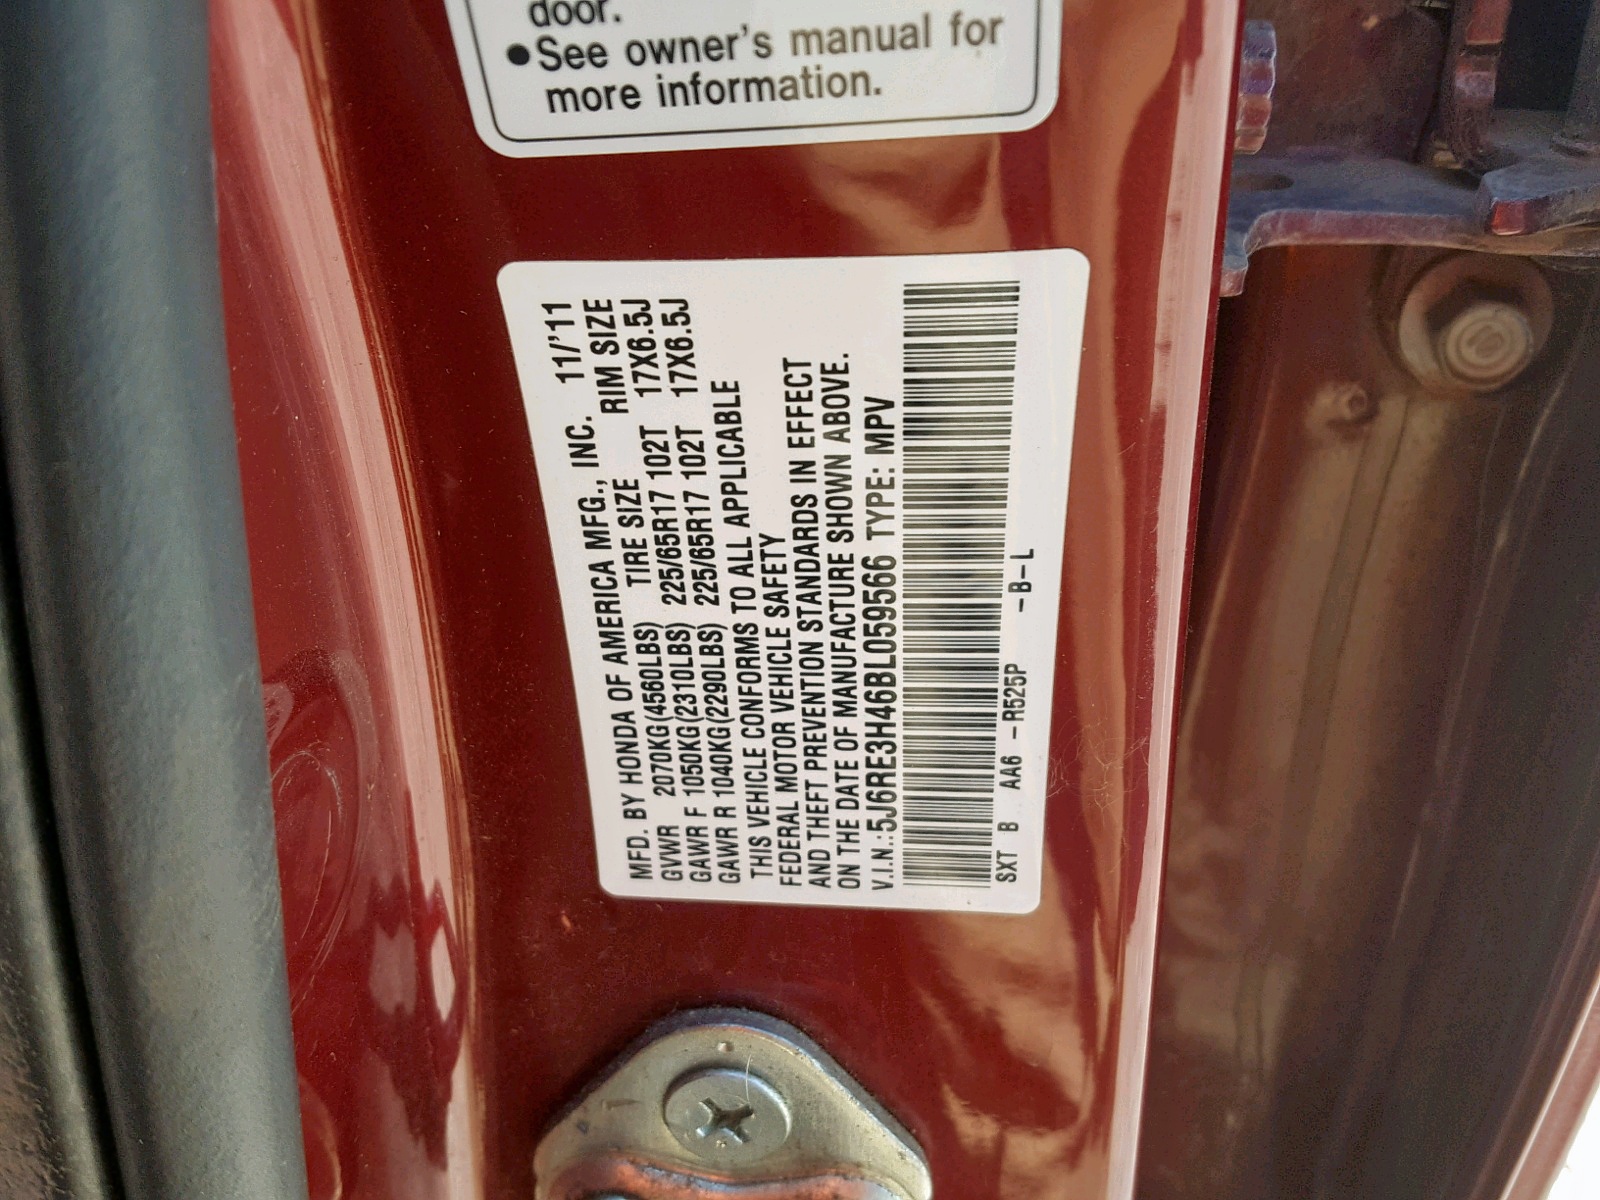 door.
●See owner's manual for
more information.
MFD. BY HONDA OF AMERICA MFG., INC. 11/'11
GVWR 2070KG(4560LBS) TIRE SIZE RIM SIZE
GAWR F 1050KG(2310LBS) 225/65R17 102T 17X6.5J
GAWR R 1040KG(2290LBS) 225/65R17 102T 17X6.5J
THIS VEHICLE CONFORMS TO ALL APPLICABLE
FEDERAL MOTOR VEHICLE SAFETY
AND THEFT PREVENTION STANDARDS IN EFFECT
ON THE DATE OF MANUFACTURE SHOWN ABOVE.
V.I.N.:5J6RE3H46BL059566 TYPE: MPV
SXT B AA6 -R525P -B-L